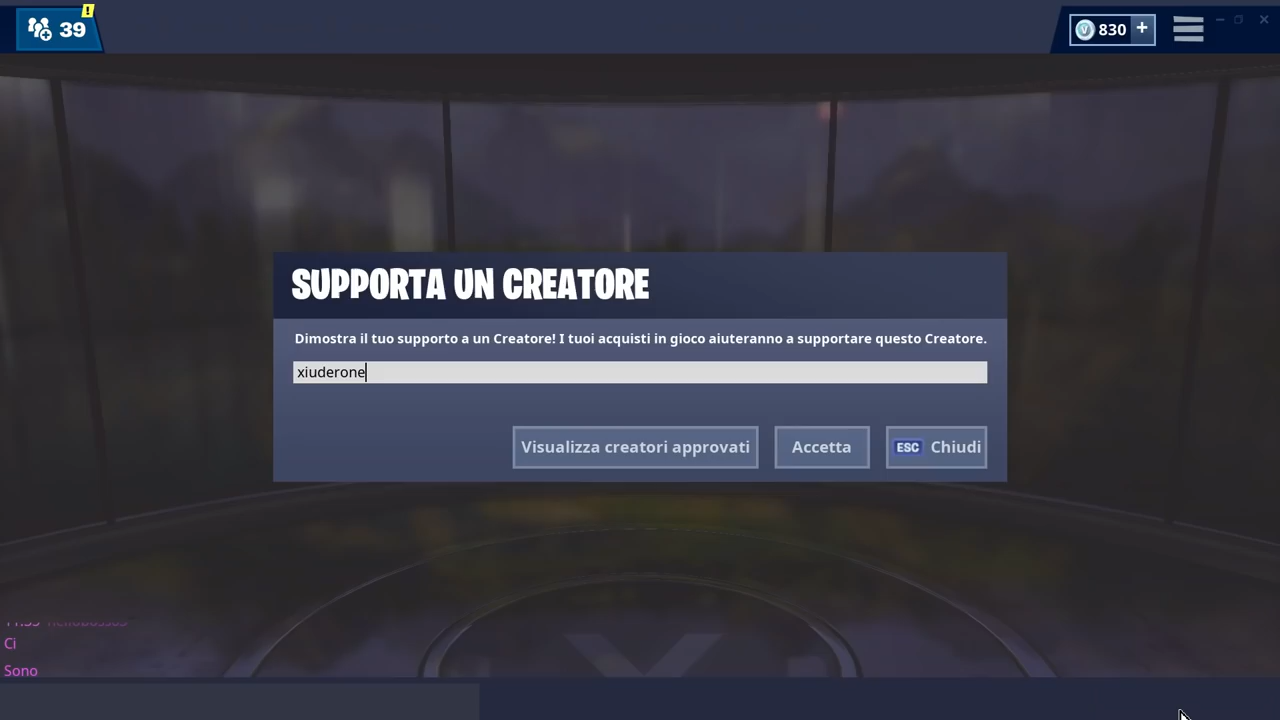 39
!
830 +
SUPPORTA UN CREATORE
Dimostra il tuo supporto a un Creatore! I tuoi acquisti in gioco aiuteranno a supportare questo Creatore.
xiuderone
Visualizza creatori approvati
Accetta
ESC Chiudi
Ci
Sono